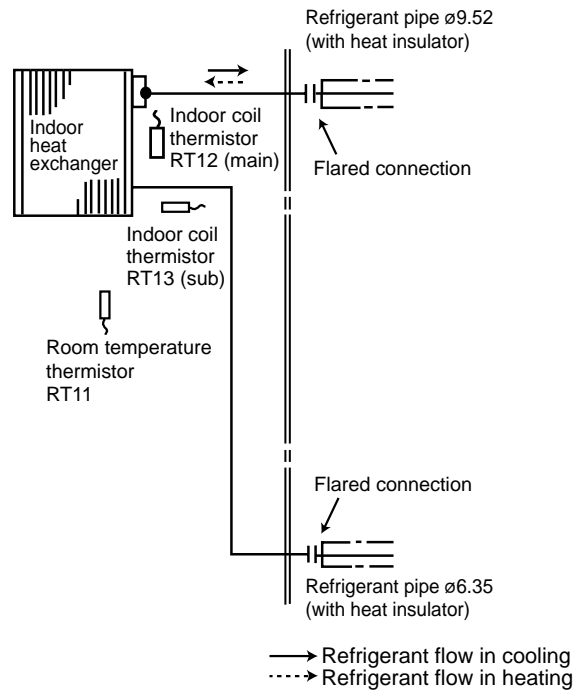 Refrigerant pipe ø9.52
(with heat insulator)
Indoor
heat
exchanger
Indoor coil
thermistor
RT12 (main)
Flared connection
Indoor coil
thermistor
RT13 (sub)
Room temperature
thermistor
RT11
Flared connection
Refrigerant pipe ø6.35
(with heat insulator)
Refrigerant flow in cooling
Refrigerant flow in heating